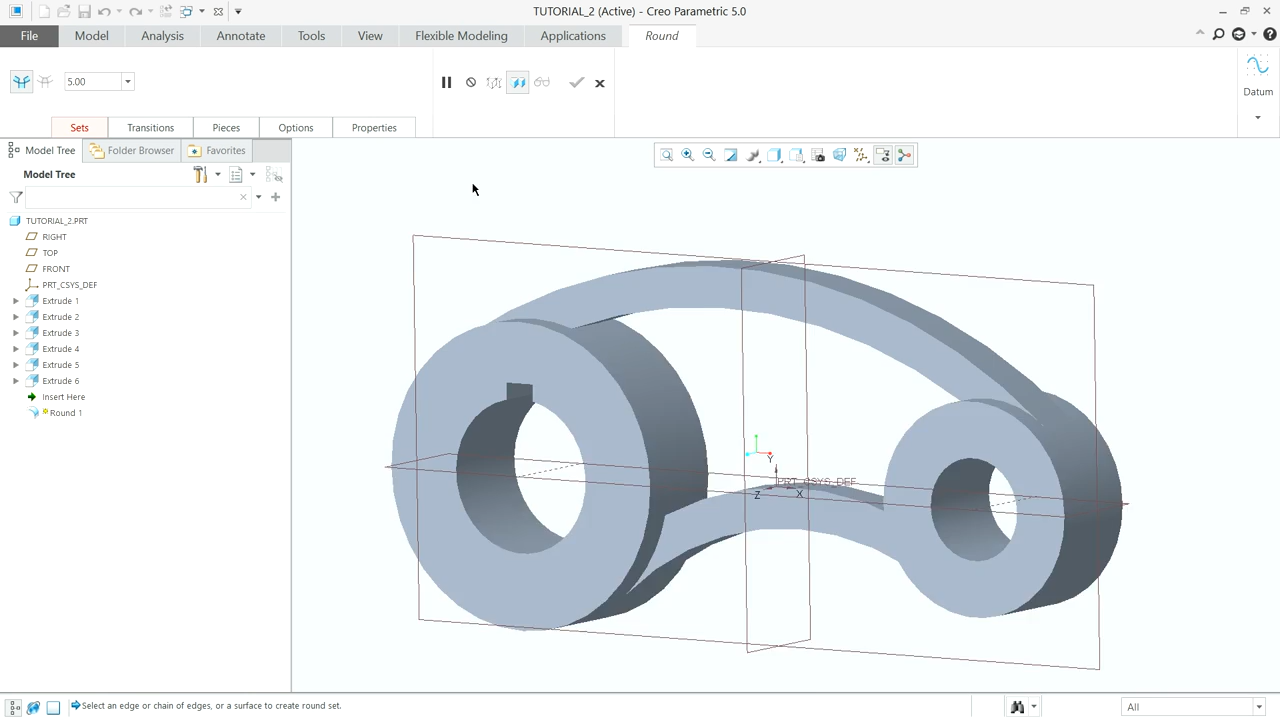 TUTORIAL_2 (Active) - Creo Parametric 5.0
File Model Analysis Annotate Tools View Flexible Modeling Applications Round
5.00
Datum
Sets Transitions Pieces Options Properties
Model Tree Folder Browser Favorites
Model Tree
TUTORIAL_2.PRT
RIGHT
TOP
FRONT
PRT_CSYS_DEF
Extrude 1
Extrude 2
Extrude 3
Extrude 4
Extrude 5
Extrude 6
Insert Here
Round 1
Y
PRT_CSYS_DEF
Z X
Select an edge or chain of edges, or a surface to create round set.
All